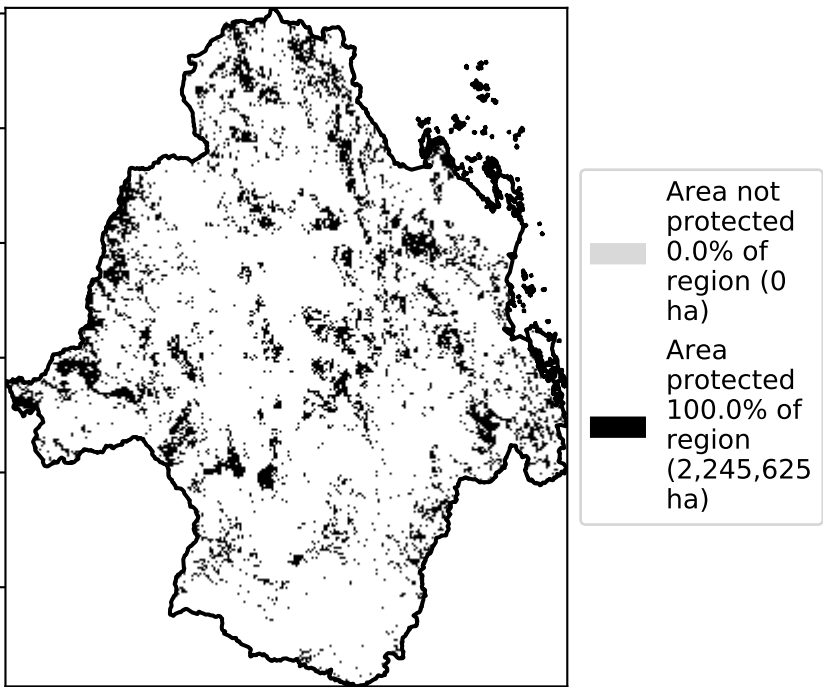 Area not
protected
0.0% of
region (0
ha)
Area
protected
100.0% of
region
(2,245,625
ha)